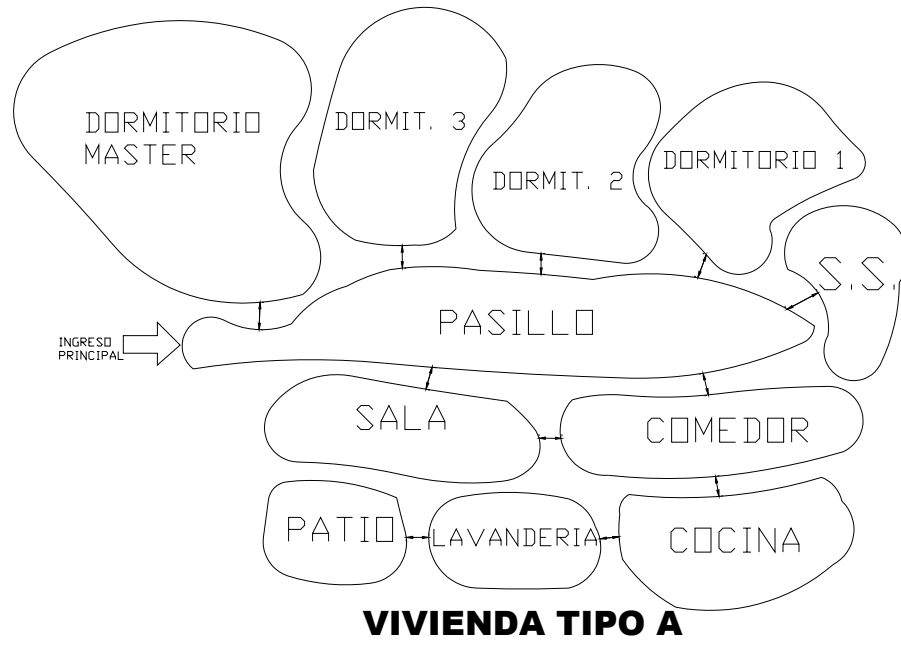 DORMITORIO
MASTER
DORMIT. 3
DORMIT. 2
DORMITORIO 1
S.S.
PASILLO
INGRESO
PRINCIPAL
SALA
COMEDOR
PATIO
LAVANDERIA
COCINA
VIVIENDA TIPO A